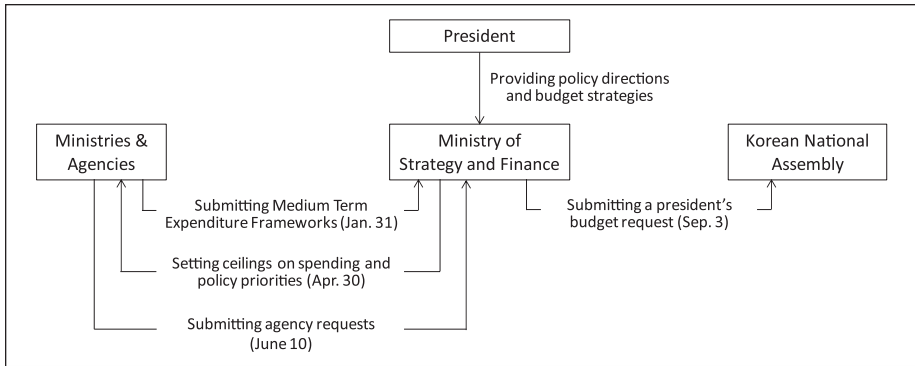 President
Providing policy directions
and budget strategies
Ministries &
Agencies
Ministry of
Strategy and Finance
Korean National
Assembly
Submitting Medium Term
Expenditure Frameworks (Jan. 31)
Submitting a president's
budget request (Sep. 3)
Setting ceilings on spending and
policy priorities (Apr. 30)
Submitting agency requests
(June 10)